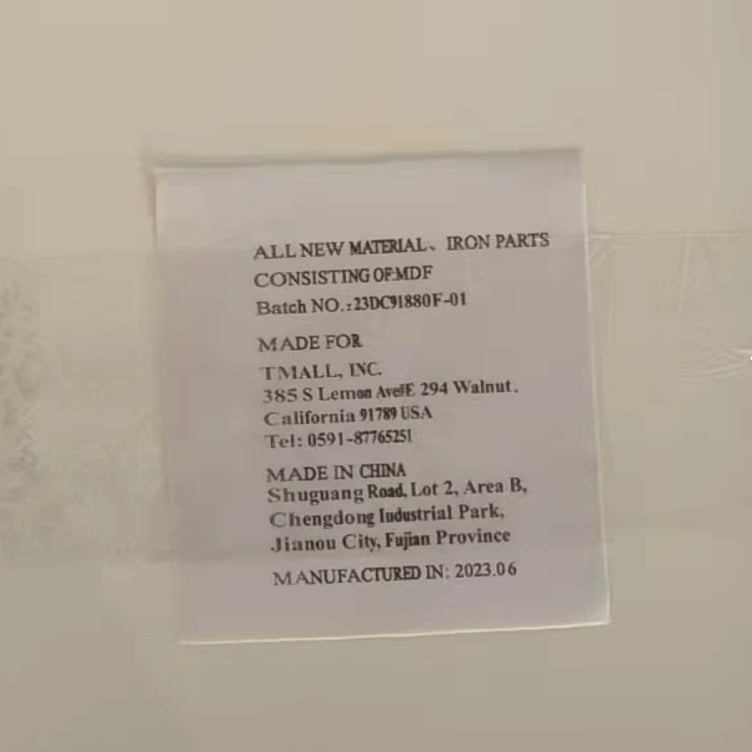 ALL NEW MATERIAL、IRON PARTS
CONSISTING OF:MDF
Batch NO.:23DC91880F-01
MADE FOR
TMALL, INC.
385 S Lemon Ave#E 294 Walnut,
California 91789 USA
Tel: 0591-87765251
MADE IN CHINA
Shuguang Road, Lot 2, Area B,
Chengdong Iudustrial Park,
Jianou City, Fujian Province
MANUFACTURED IN: 2023.06